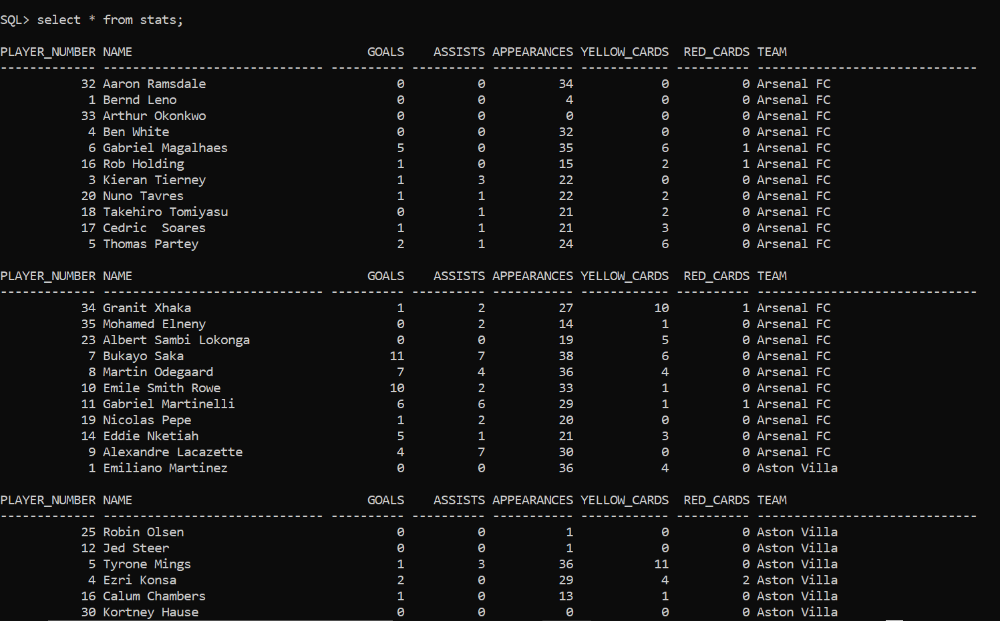 SQL> select * from stats;
PLAYER_NUMBER NAME GOALS ASSISTS APPEARANCES YELLOW_CARDS RED_CARDS TEAM
------------- ------------------------------ ---------- ---------- ----------- ------------ ---------- ------------------------------
32 Aaron Ramsdale 0 0 34 0 0 Arsenal FC
1 Bernd Leno 0 0 4 0 0 Arsenal FC
33 Arthur Okonkwo 0 0 0 0 0 Arsenal FC
4 Ben White 0 0 32 0 0 Arsenal FC
6 Gabriel Magalhaes 5 0 35 6 1 Arsenal FC
16 Rob Holding 1 0 15 2 1 Arsenal FC
3 Kieran Tierney 1 3 22 0 0 Arsenal FC
20 Nuno Tavres 1 1 22 2 0 Arsenal FC
18 Takehiro Tomiyasu 0 1 21 2 0 Arsenal FC
17 Cedric  Soares 1 1 21 3 0 Arsenal FC
5 Thomas Partey 2 1 24 6 0 Arsenal FC
PLAYER_NUMBER NAME GOALS ASSISTS APPEARANCES YELLOW_CARDS RED_CARDS TEAM
------------- ------------------------------ ---------- ---------- ----------- ------------ ---------- ------------------------------
34 Granit Xhaka 1 2 27 10 1 Arsenal FC
35 Mohamed Elneny 0 2 14 1 0 Arsenal FC
23 Albert Sambi Lokonga 0 0 19 5 0 Arsenal FC
7 Bukayo Saka 11 7 38 6 0 Arsenal FC
8 Martin Odegaard 7 4 36 4 0 Arsenal FC
10 Emile Smith Rowe 10 2 33 1 0 Arsenal FC
11 Gabriel Martinelli 6 6 29 1 1 Arsenal FC
19 Nicolas Pepe 1 2 20 0 0 Arsenal FC
14 Eddie Nketiah 5 1 21 3 0 Arsenal FC
9 Alexandre Lacazette 4 7 30 0 0 Arsenal FC
1 Emiliano Martinez 0 0 36 4 0 Aston Villa
PLAYER_NUMBER NAME GOALS ASSISTS APPEARANCES YELLOW_CARDS RED_CARDS TEAM
------------- ------------------------------ ---------- ---------- ----------- ------------ ---------- ------------------------------
25 Robin Olsen 0 0 1 0 0 Aston Villa
12 Jed Steer 0 0 1 0 0 Aston Villa
5 Tyrone Mings 1 3 36 11 0 Aston Villa
4 Ezri Konsa 2 0 29 4 2 Aston Villa
16 Calum Chambers 1 0 13 1 0 Aston Villa
30 Kortney Hause 0 0 0 0 0 Aston Villa